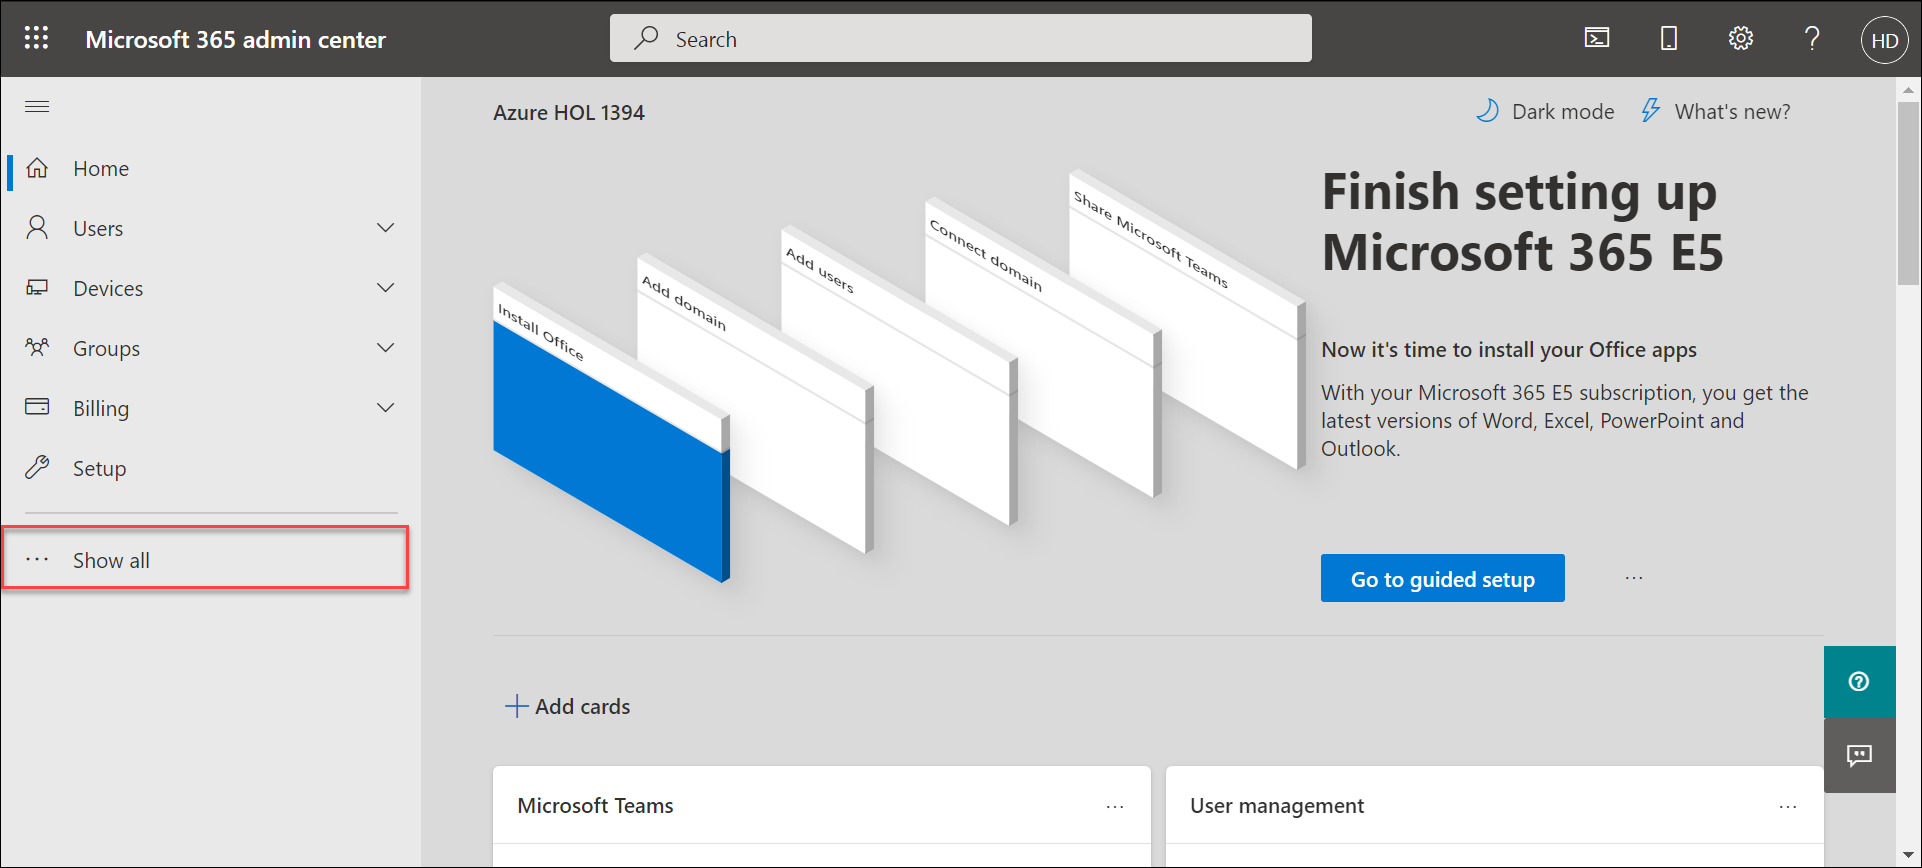 Microsoft 365 admin center
Search
HD
Home
Users
Devices
Groups
Billing
Setup
Show all
Azure HOL 1394
Dark mode
What's new?
Install Office
Add domain
Add users
Connect domain
Share Microsoft Teams
Finish setting up
Microsoft 365 E5
Now it's time to install your Office apps
With your Microsoft 365 E5 subscription, you get the
latest versions of Word, Excel, PowerPoint and
Outlook.
Go to guided setup
Add cards
Microsoft Teams
User management